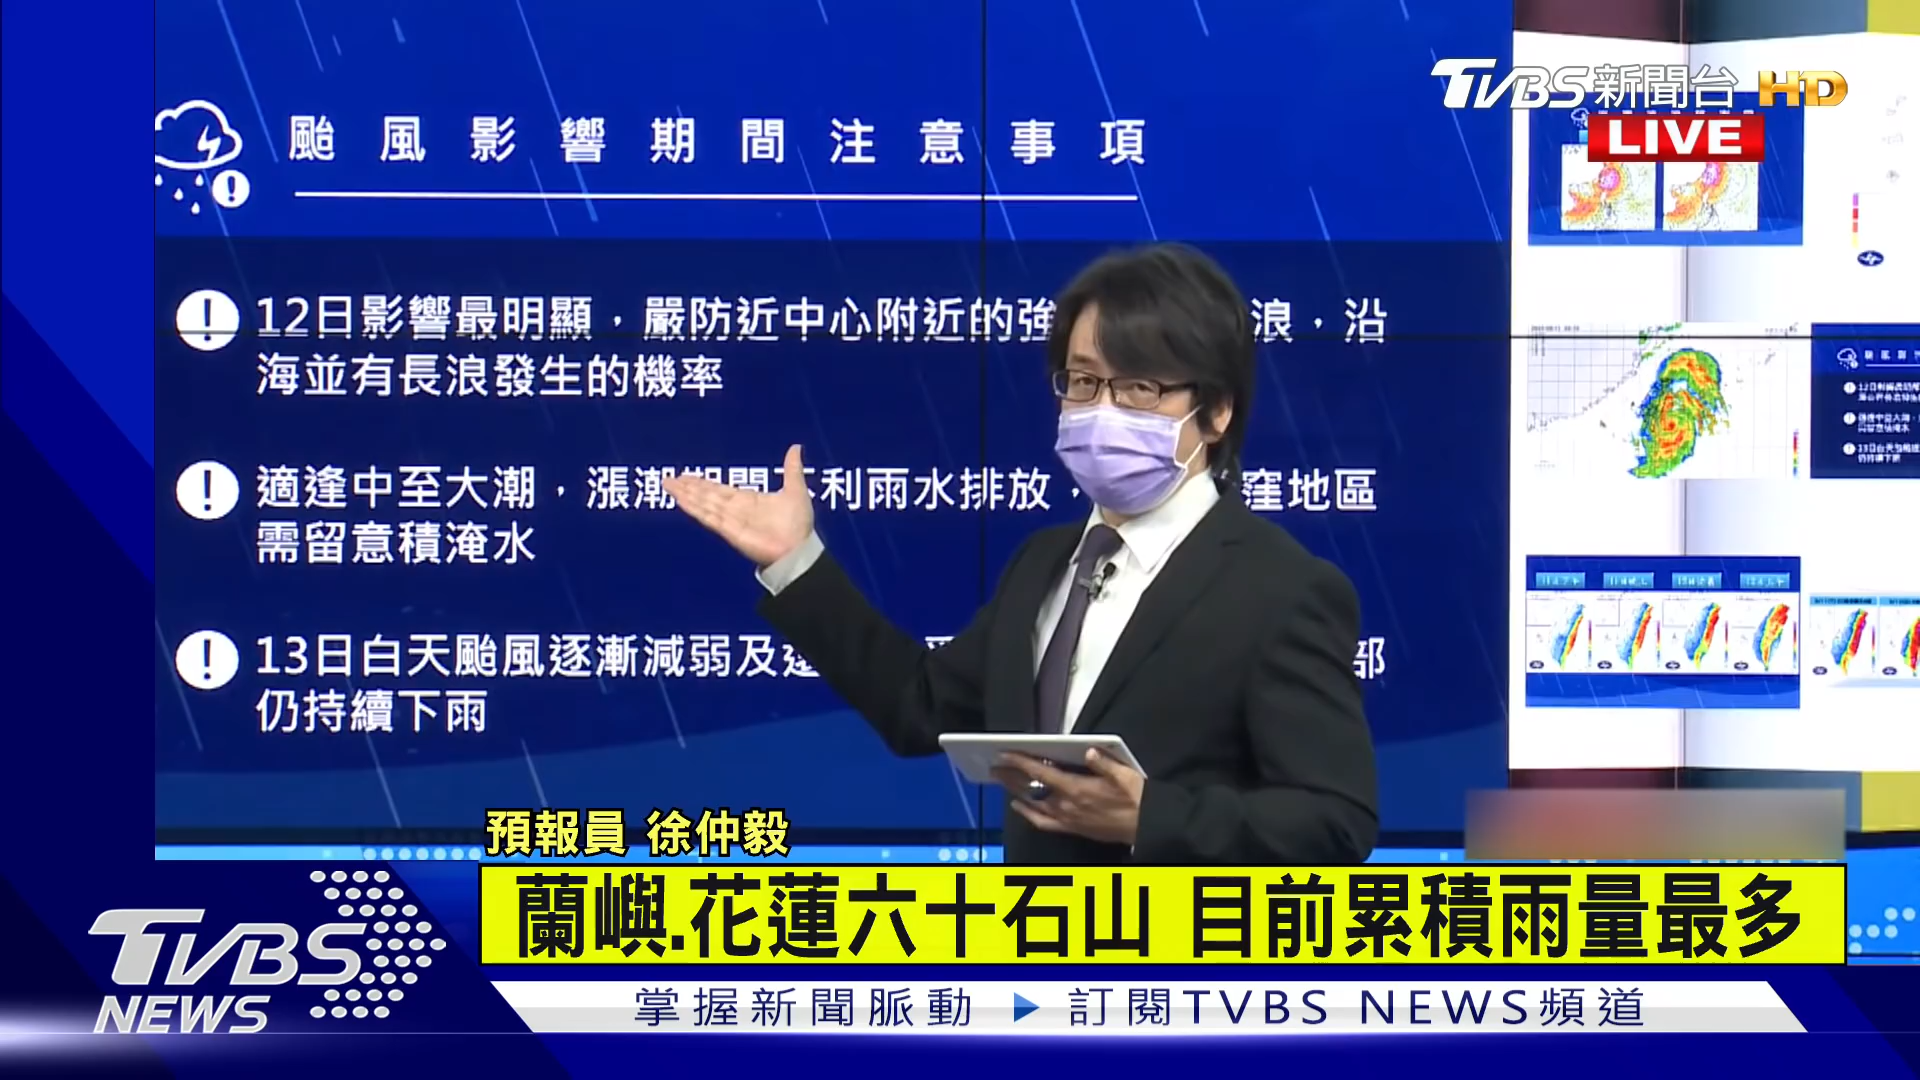 TVBS新聞台 HD
LIVE
颱風影響期間注意事項
12日影響最明顯，嚴防近中心附近的強 浪，沿
海並有長浪發生的機率
適逢中至大潮，漲潮期間不利雨水排放， 窪地區
需留意積淹水
13日白天颱風逐漸減弱及遠 部
仍持續下雨
預報員 徐仲毅
蘭嶼.花蓮六十石山 目前累積雨量最多
TVBS
NEWS
掌握新聞脈動 ▶ 訂閱TVBS NEWS頻道